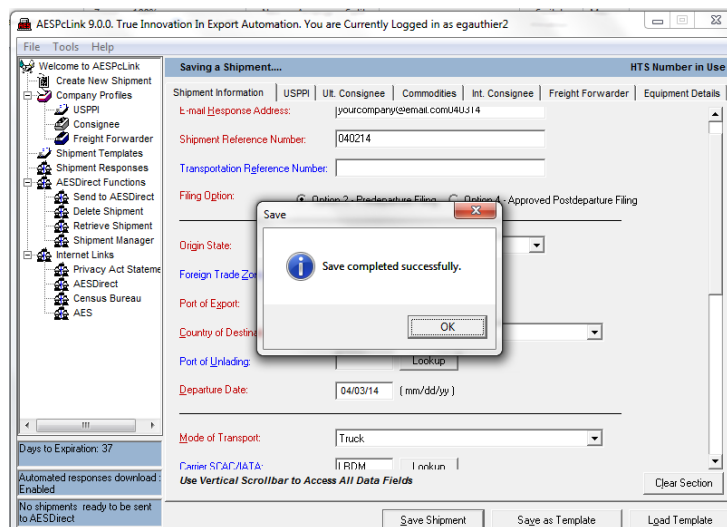 AESPcLink 9.0.0. True Innovation In Export Automation. You are Currently Logged in as egauthier2
File Tools Help
Welcome to AESPcLink
Create New Shipment
Company Profiles
USPPI
Consignee
Freight Forwarder
Shipment Templates
Shipment Responses
AESDirect Functions
Send to AESDirect
Delete Shipment
Retrieve Shipment
Shipment Manager
Internet Links
Privacy Act Stateme
AESDirect
Census Bureau
AES
Days to Expiration: 37
Automated responses download :
Enabled
No shipments ready to be sent
to AESDirect
Saving a Shipment.... HTS Number in Use
Shipment Information USPPI Ult. Consignee Commodities Int. Consignee Freight Forwarder Equipment Details
E-mail Response Address: yourcompany@email.com040314
Shipment Reference Number: 040214
Transportation Reference Number:
Filing Option: Option 2 - Predeparture Filing Option 4 - Approved Postdeparture Filing
Origin State:
Foreign Trade Zon
Port of Export:
Country of Destina
Port of Unlading: Lookup
Departure Date: 04/03/14 (mm/dd/yy)
Mode of Transport: Truck
Carrier SCAC/IATA: LBDM Lookup
Use Vertical Scrollbar to Access All Data Fields Clear Section
Save Shipment Save as Template Load Template
Save
Save completed successfully.
OK